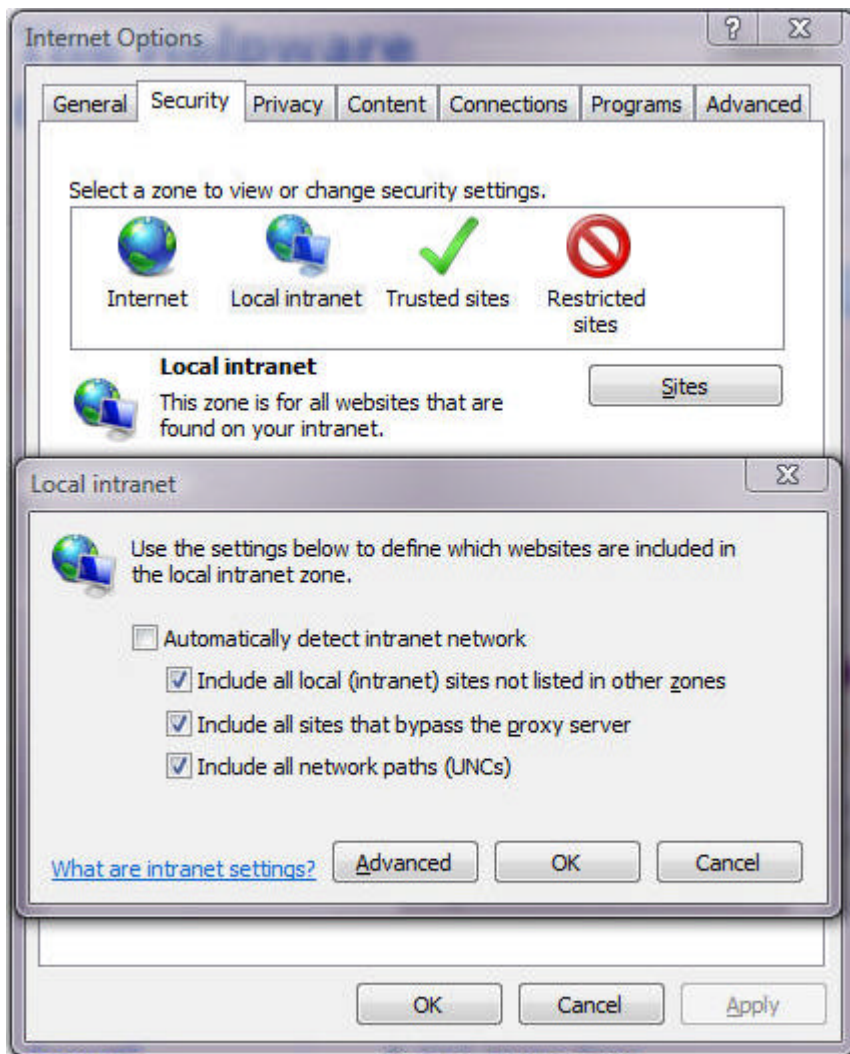 Internet Options
General Security Privacy Content Connections Programs Advanced
Select a zone to view or change security settings.
Internet Local intranet Trusted sites Restricted
sites
Local intranet
Sites
This zone is for all websites that are
found on your intranet.
Local intranet
Use the settings below to define which websites are included in
the local intranet zone.
Automatically detect intranet network
Include all local (intranet) sites not listed in other zones
Include all sites that bypass the proxy server
Include all network paths (UNCs)
What are intranet settings? Advanced OK Cancel
OK Cancel Apply